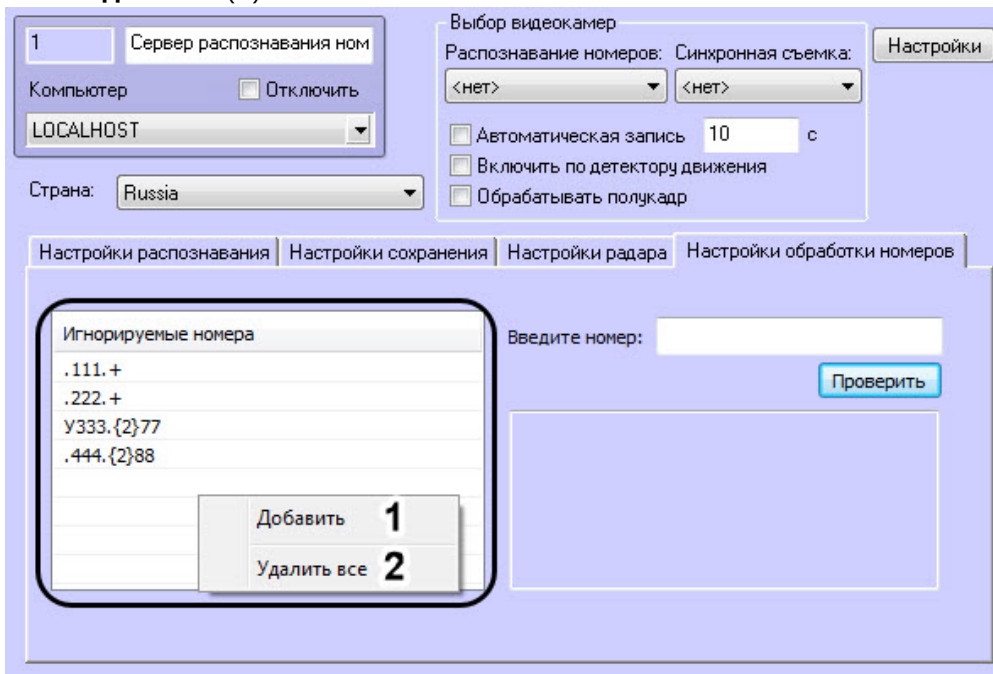 1
Сервер распознавания ном
Компьютер
Отключить
LOCALHOST
Страна:
Russia
Выбор видеокамер
Распознавание номеров:
Синхронная съемка:
<нет>
<нет>
Автоматическая запись
10
с
Включить по детектору движения
Обрабатывать полукадр
Настройки
Настройки распознавания
Настройки сохранения
Настройки радара
Настройки обработки номеров
Игнорируемые номера
.111.+
.222.+
У333.{2}77
.444.{2}88
Добавить 1
Удалить все 2
Введите номер:
Проверить